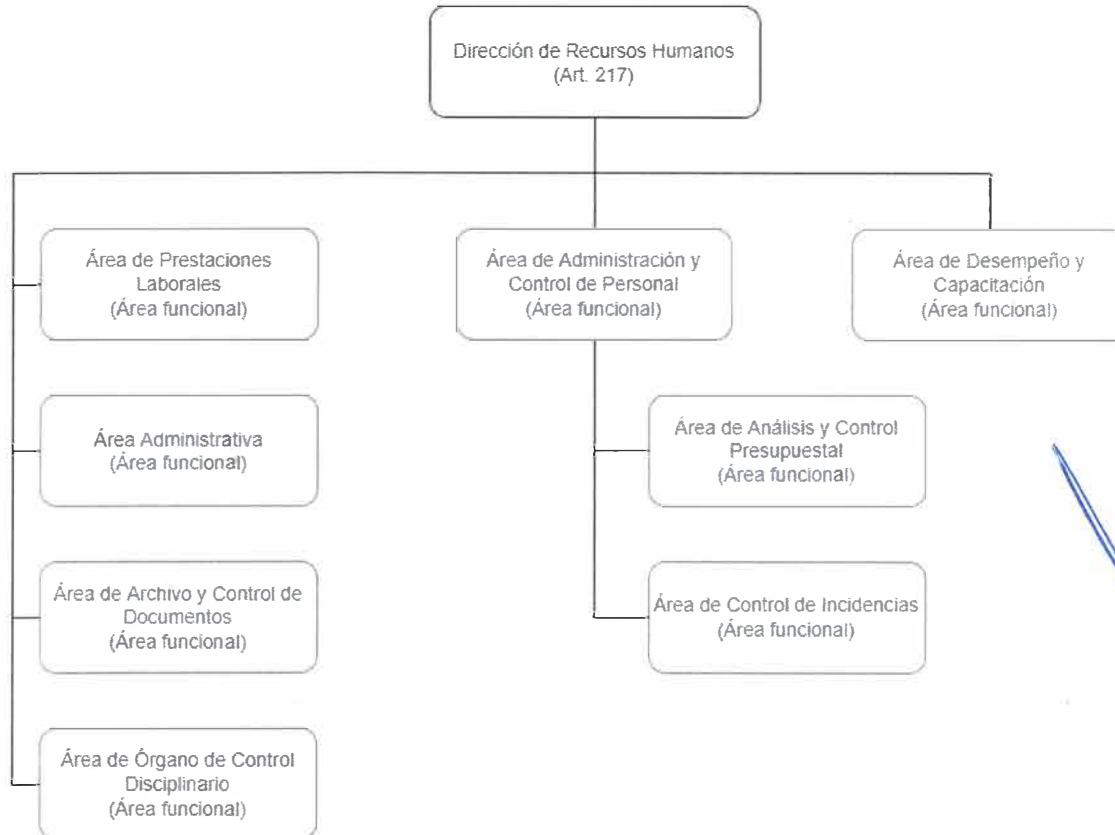 Dirección de Recursos Humanos
(Art. 217)
Área de Prestaciones
Laborales
(Área funcional)
Área de Administración y
Control de Personal
(Área funcional)
Área de Desempeño y
Capacitación
(Área funcional)
Área Administrativa
(Área funcional)
Área de Análisis y Control
Presupuestal
(Área funcional)
Área de Archivo y Control de
Documentos
(Área funcional)
Área de Control de Incidencias
(Área funcional)
Área de Órgano de Control
Disciplinario
(Área funcional)